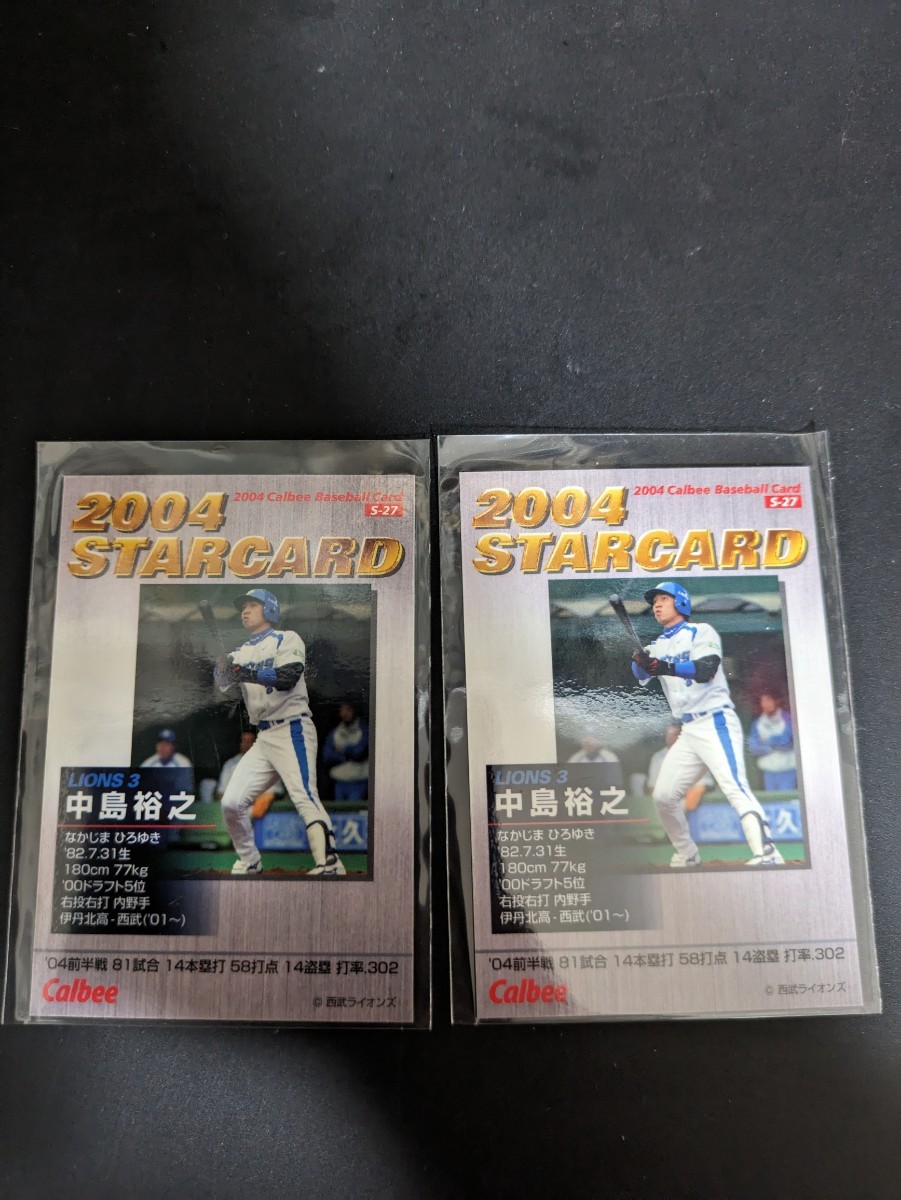 2004
2004 Calbee Baseball Card
S-27
STARCARD
LIONS 3
中島裕之
なかじま ひろゆき
'82.7.31生
180cm 77kg
'00ドラフト5位
右投右打 内野手
伊丹北高-西武('01〜)
'04前半戦 81試合 14本塁打 58打点 14盗塁 打率.302
Calbee
© 西武ライオンズ
2004
2004 Calbee Baseball Card
S-27
STARCARD
LIONS 3
中島裕之
なかじま ひろゆき
'82.7.31生
180cm 77kg
'00ドラフト5位
右投右打 内野手
伊丹北高-西武('01〜)
'04前半戦 81試合 14本塁打 58打点 14盗塁 打率.302
Calbee
© 西武ライオンズ